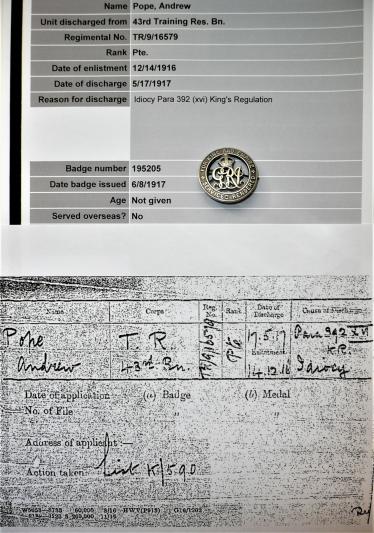 Name Pope, Andrew
Unit discharged from 43rd Training Res. Bn.
Regimental No. TR/9/16579
Rank Pte.
Date of enlistment 12/14/1916
Date of discharge 5/17/1917
Reason for discharge Idiocy Para 392 (xvi) King's Regulation
Badge number 195205
Date badge issued 6/8/1917
Age Not given
Served overseas? No
Name. Corps. Reg. No. Rank Date of Discharge Cause of Discharge.
Pope T. R. TR/9/16579 Pte 17.5.17 Para 392 XVI
Enlistment K.R.
Andrew 43rd Bn. 14.12.16 Idiocy
Date of application (a) Badge (b) Medal
No. of File " "
Address of applicant :—
Action taken List K/590
60,000